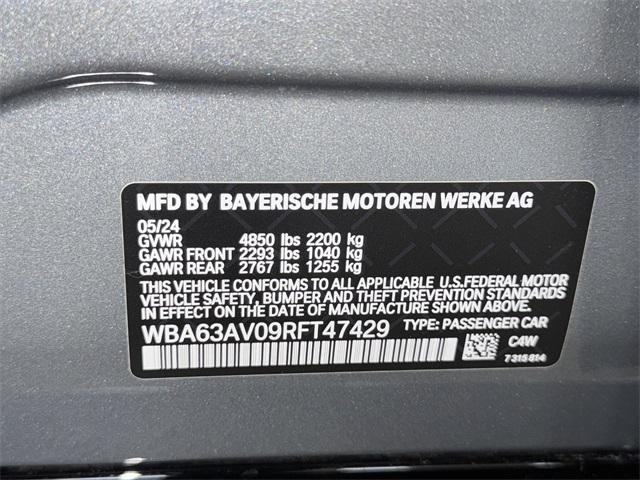 MFD BY BAYERISCHE MOTOREN WERKE AG
05/24
GVWR 4850 lbs 2200 kg
GAWR FRONT 2293 lbs 1040 kg
GAWR REAR 2767 lbs 1255 kg
THIS VEHICLE CONFORMS TO ALL APPLICABLE U.S.FEDERAL MOTOR
VEHICLE SAFETY, BUMPER AND THEFT PREVENTION STANDARDS
IN EFFECT ON THE DATE OF MANUFACTURE SHOWN ABOVE.
WBA63AV09RFT47429 TYPE: PASSENGER CAR
C4W
7315814